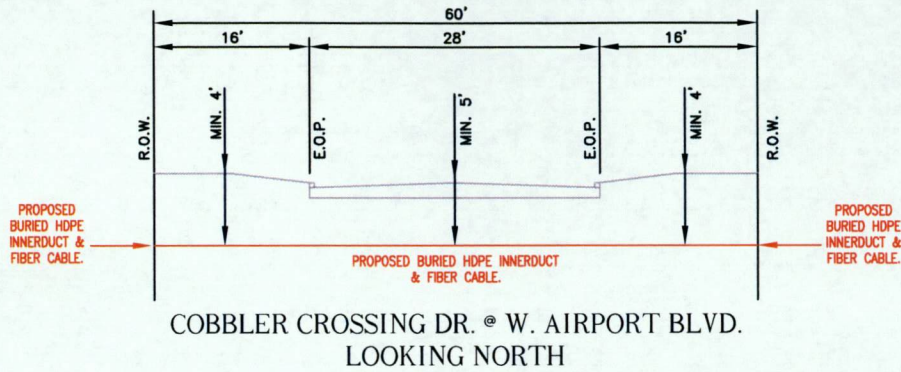 60'
16'
28'
16'
R.O.W.
MIN. 4'
E.O.P.
MIN. 5'
E.O.P.
MIN. 4'
R.O.W.
PROPOSED
BURIED HDPE
INNERDUCT &
FIBER CABLE.
PROPOSED BURIED HDPE INNERDUCT
& FIBER CABLE.
PROPOSED
BURIED HDPE
INNERDUCT &
FIBER CABLE.
COBBLER CROSSING DR. @ W. AIRPORT BLVD.
LOOKING NORTH